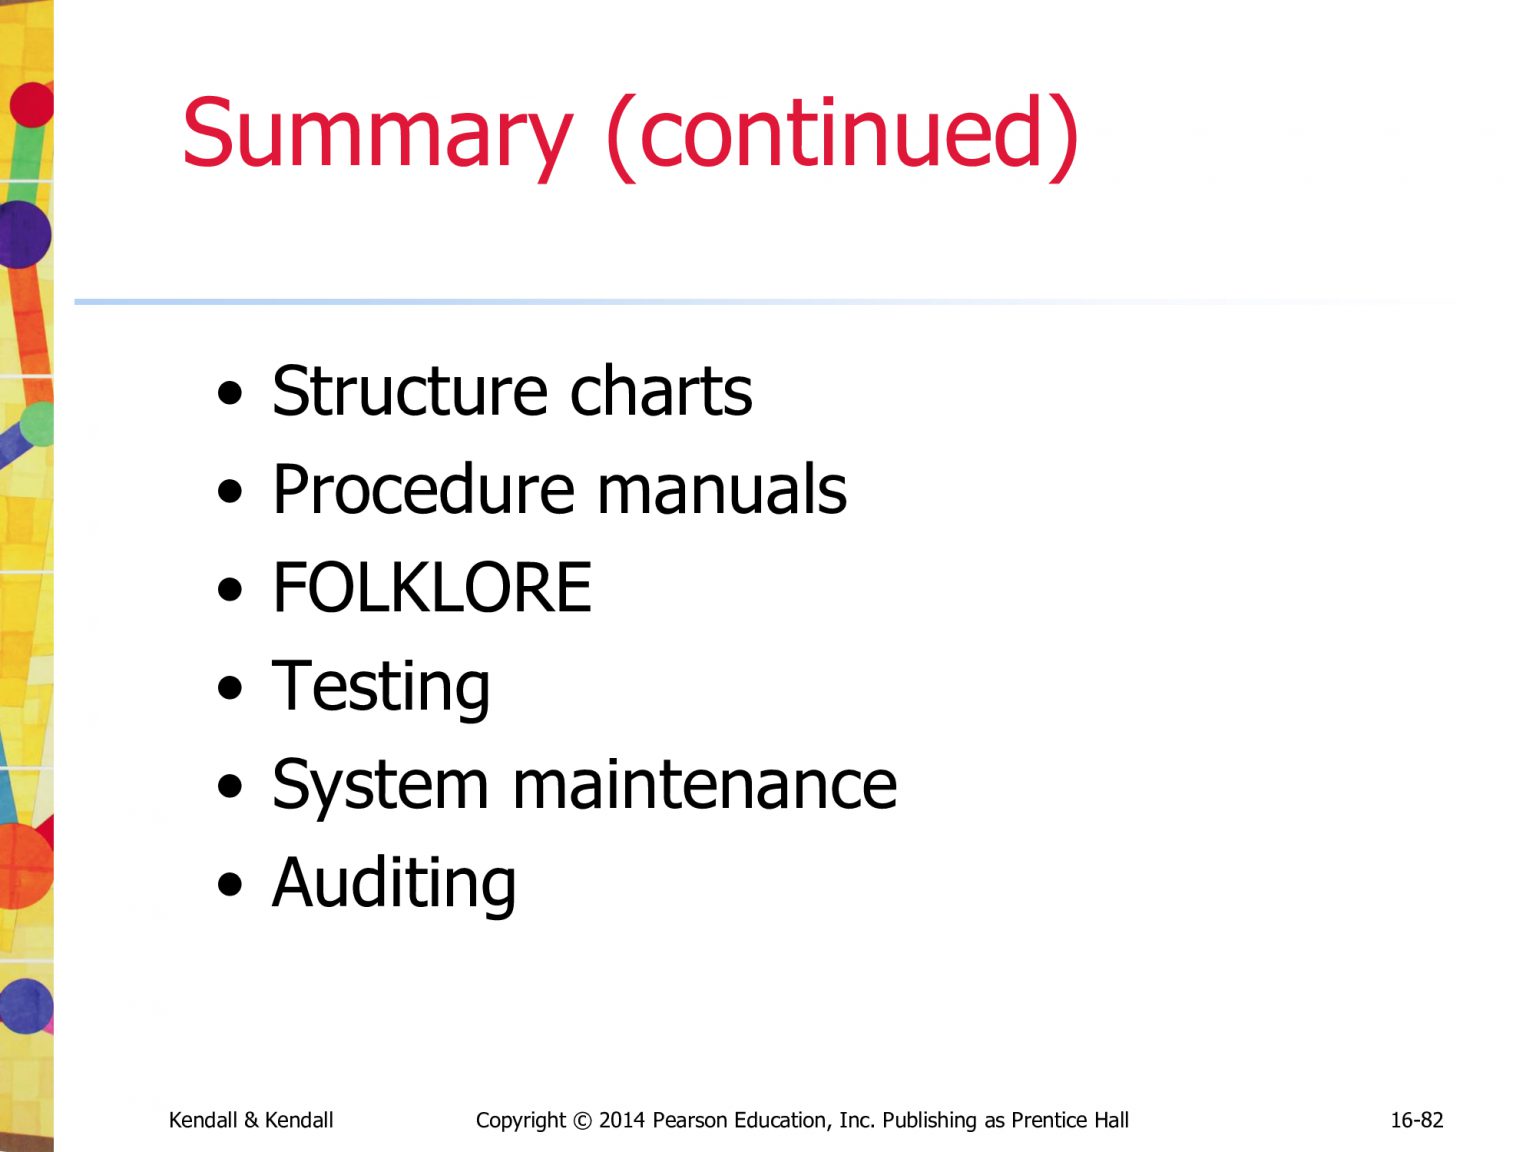 Summary (continued)
• Structure charts
• Procedure manuals
• FOLKLORE
• Testing
• System maintenance
• Auditing
Kendall & Kendall Copyright © 2014 Pearson Education, Inc. Publishing as Prentice Hall 16-82